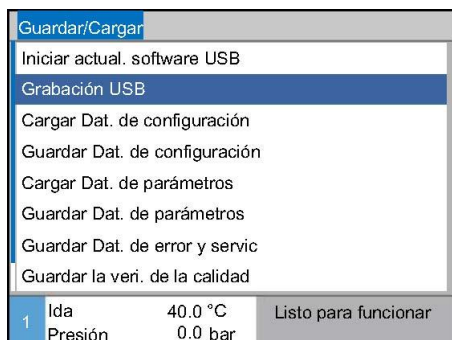 Guardar/Cargar
Iniciar actual. software USB
Grabación USB
Cargar Dat. de configuración
Guardar Dat. de configuración
Cargar Dat. de parámetros
Guardar Dat. de parámetros
Guardar Dat. de error y servic
Guardar la veri. de la calidad
1
Ida 40.0 °C
Presión 0.0 bar
Listo para funcionar